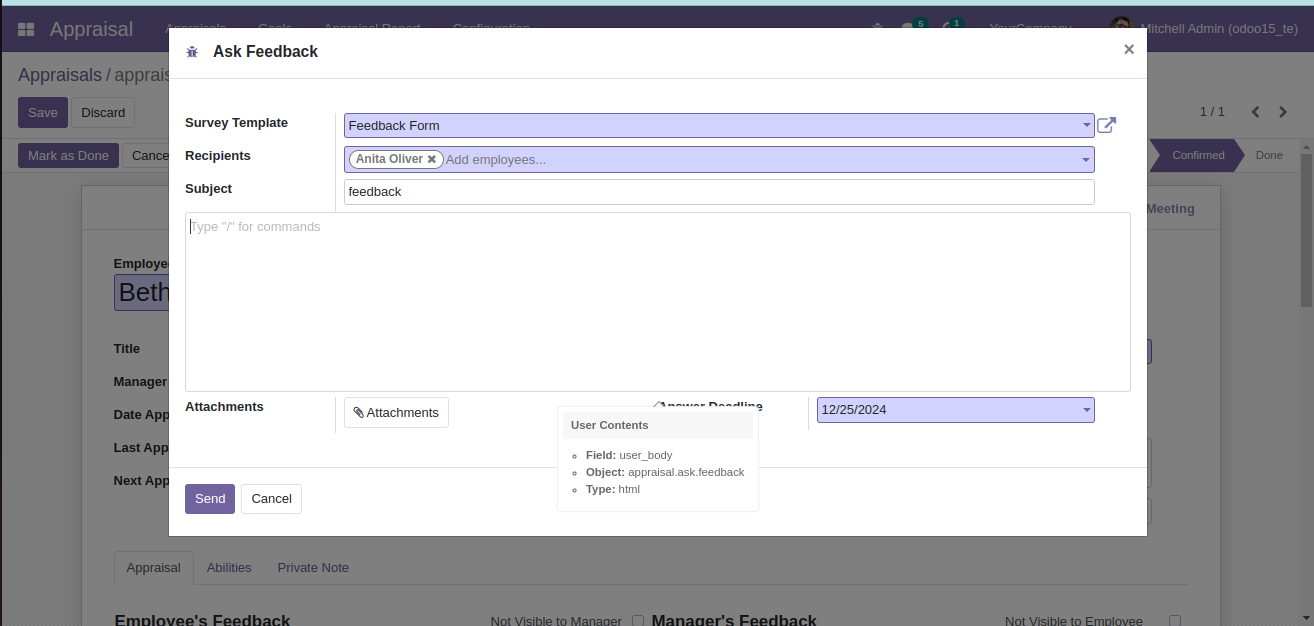 Appraisal Appraisals Goals Appraisal Report Configuration 5 1 YourCompany Mitchell Admin (odoo15_te)
Ask Feedback ×
Appraisals / apprais
Save Discard 1 / 1
Mark as Done Cance Confirmed Done
Survey Template Feedback Form
Recipients Anita Oliver ✖ Add employees...
Subject feedback
Type "/" for commands
Meeting
Employe
Beth
Title
Manager
Date App
Last App
Next App
Attachments Attachments Answer Deadline 12/25/2024
User Contents
Field: user_body
Object: appraisal.ask.feedback
Type: html
Send Cancel
Appraisal Abilities Private Note
Employee's Feedback Not Visible to Manager Manager's Feedback Not Visible to Employee